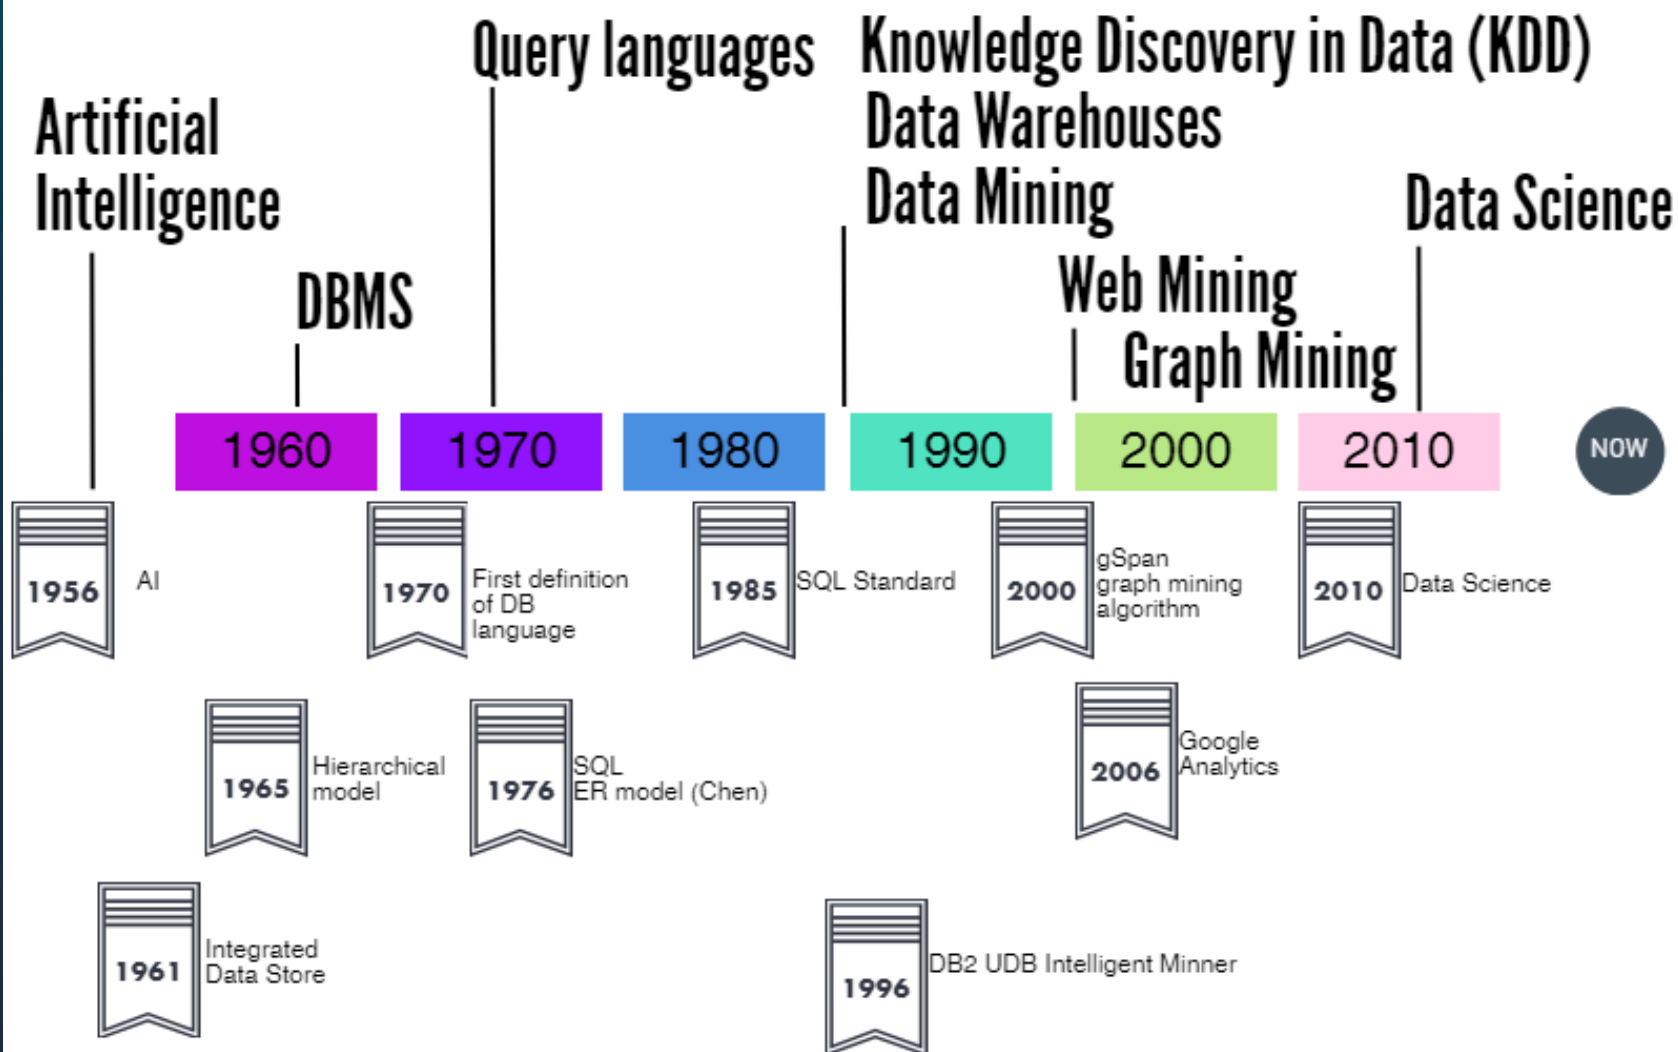 Query languages
Knowledge Discovery in Data (KDD)
Data Warehouses
Data Mining
Artificial
Intelligence
Data Science
DBMS
Web Mining
Graph Mining
1960
1970
1980
1990
2000
2010
NOW
1956
AI
1970
First definition
of DB
language
1985
SQL Standard
2000
gSpan
graph mining
algorithm
2010
Data Science
1965
Hierarchical
model
1976
SQL
ER model (Chen)
2006
Google
Analytics
1961
Integrated
Data Store
1996
DB2 UDB Intelligent Minner